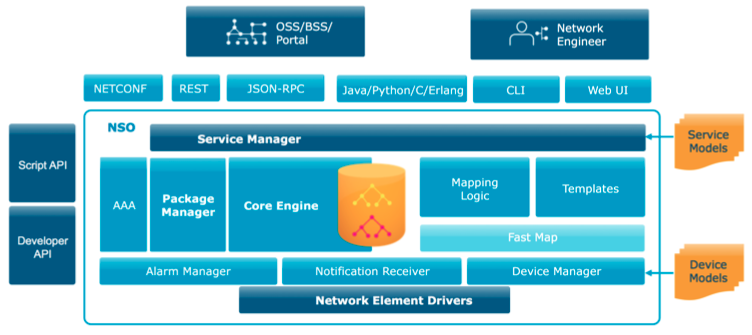 OSS/BSS/
Portal
Network
Engineer
NETCONF
REST
JSON-RPC
Java/Python/C/Erlang
CLI
Web UI
NSO
Service Manager
Service
Models
Script API
AAA
Package
Manager
Core Engine
Mapping
Logic
Templates
Fast Map
Developer
API
Alarm Manager
Notification Receiver
Device Manager
Device
Models
Network Element Drivers